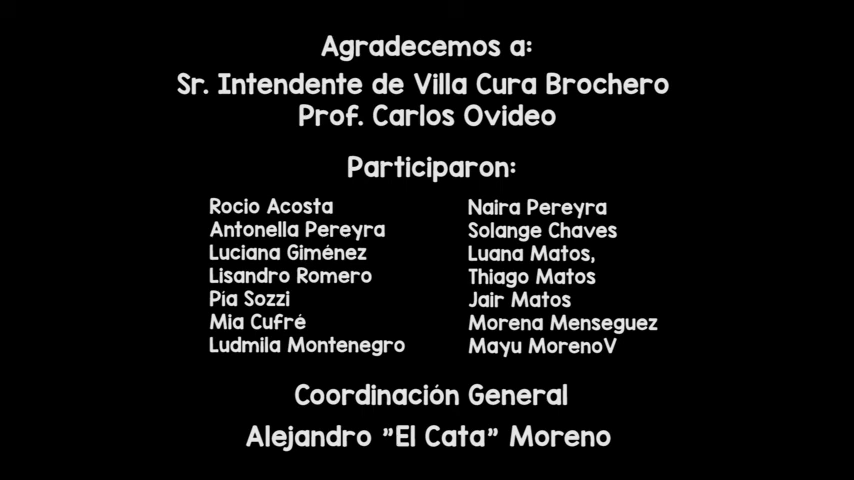 Agradecemos a:
Sr. Intendente de Villa Cura Brochero
Prof. Carlos Ovideo
Participaron:
Rocio Acosta
Antonella Pereyra
Luciana Giménez
Lisandro Romero
Pía Sozzi
Mia Cufré
Ludmila Montenegro
Naira Pereyra
Solange Chaves
Luana Matos,
Thiago Matos
Jair Matos
Morena Menseguez
Mayu MorenoV
Coordinación General
Alejandro "El Cata" Moreno